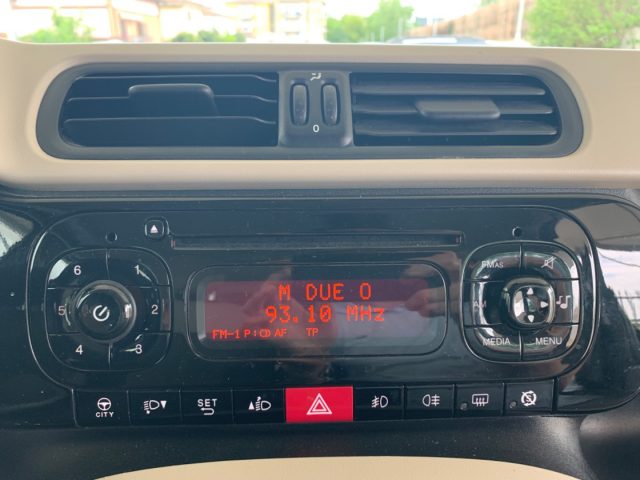 0
M DUE O
93.10 MHz
FM-1 AF TP
6 1
5 2
4 3
FMAS
AM
MEDIA MENU
CITY SET